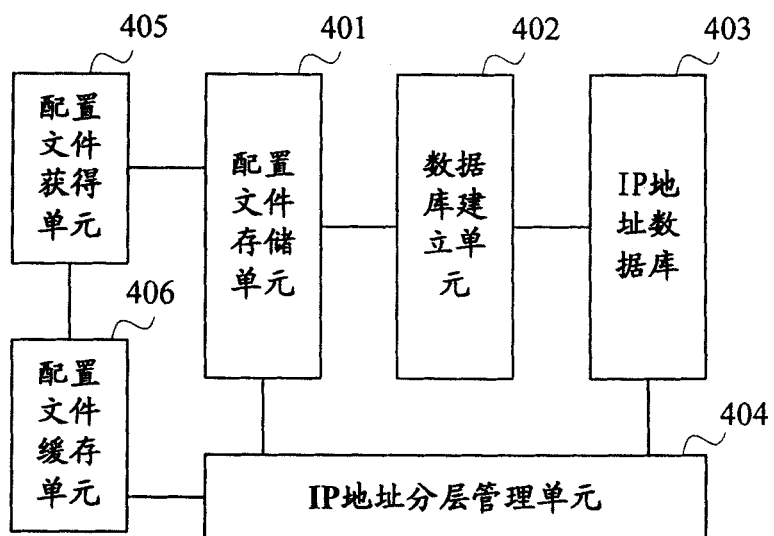 405
401
402
403
配置
文件
获得
单元
配置
文件
存储
单元
数据
库建
立单
元
IP地
址数
据库
406
配置
文件
缓存
单元
404
IP地址分层管理单元